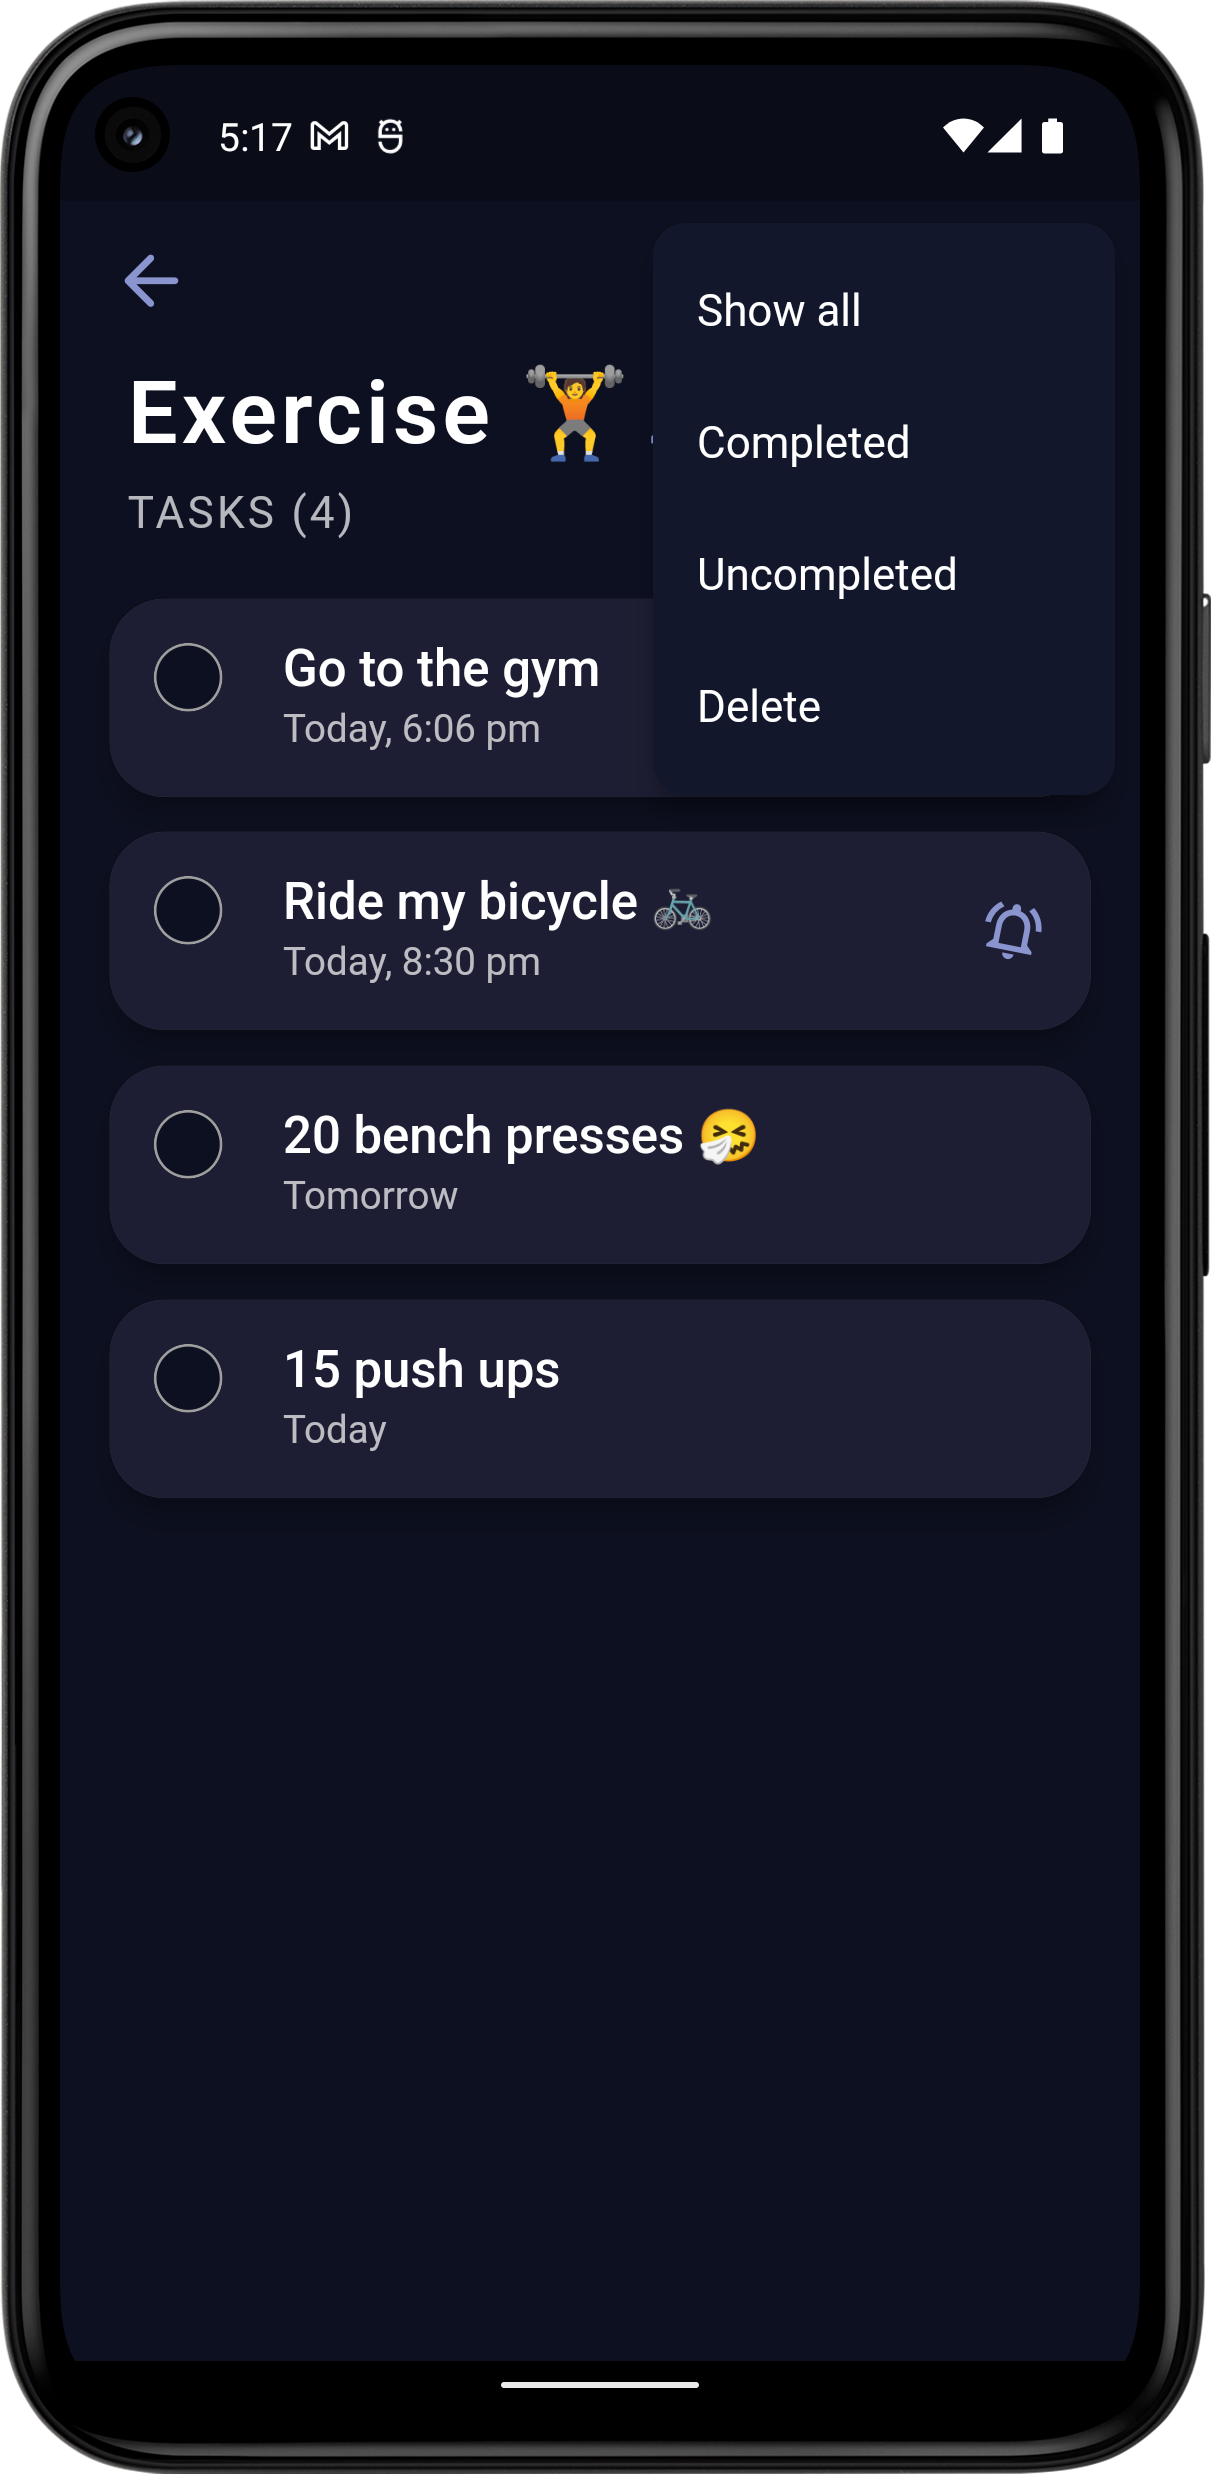 5:17
Show all
Completed
Uncompleted
Delete
Exercise 🏋️
TASKS (4)
Go to the gym
Today, 6:06 pm
Ride my bicycle 🚲
Today, 8:30 pm
20 bench presses 🤧
Tomorrow
15 push ups
Today